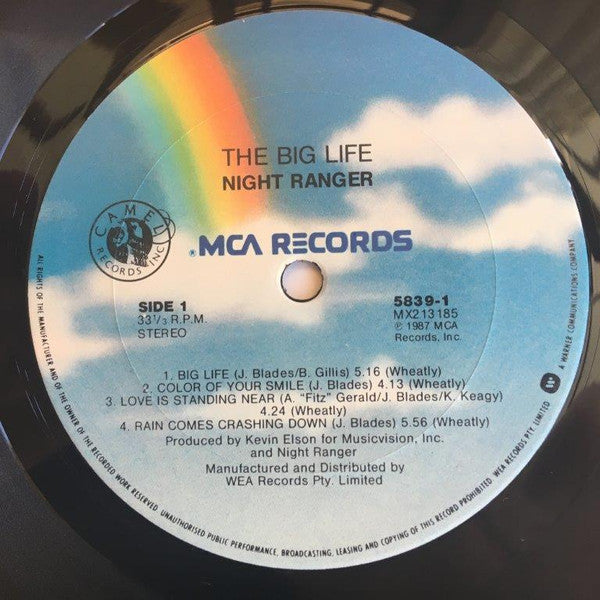 THE BIG LIFE
NIGHT RANGER
CAMEL
RECORDS INC.
®MCA RECORDS
SIDE 1
33⅓ R.P.M.
STEREO
5839-1
MX213185
℗ 1987 MCA
Records, Inc.
1. BIG LIFE (J. Blades/B. Gillis) 5.16 (Wheatly)
2. COLOR OF YOUR SMILE (J. Blades) 4.13 (Wheatly)
3. LOVE IS STANDING NEAR (A. "Fitz" Gerald/J. Blades/K. Keagy)
4.24 (Wheatly)
4. RAIN COMES CRASHING DOWN (J. Blades) 5.56 (Wheatly)
Produced by Kevin Elson for Musicvision, Inc.
and Night Ranger
Manufactured and Distributed by
WEA Records Pty. Limited
ALL RIGHTS OF THE MANUFACTURER AND OF THE OWNER OF THE RECORDED WORK RESERVED. UNAUTHORISED PUBLIC PERFORMANCE, BROADCASTING, LEASING AND COPYING OF THIS RECORD PROHIBITED. WEA RECORDS PTY. LIMITED
A WARNER COMMUNICATIONS COMPANY.